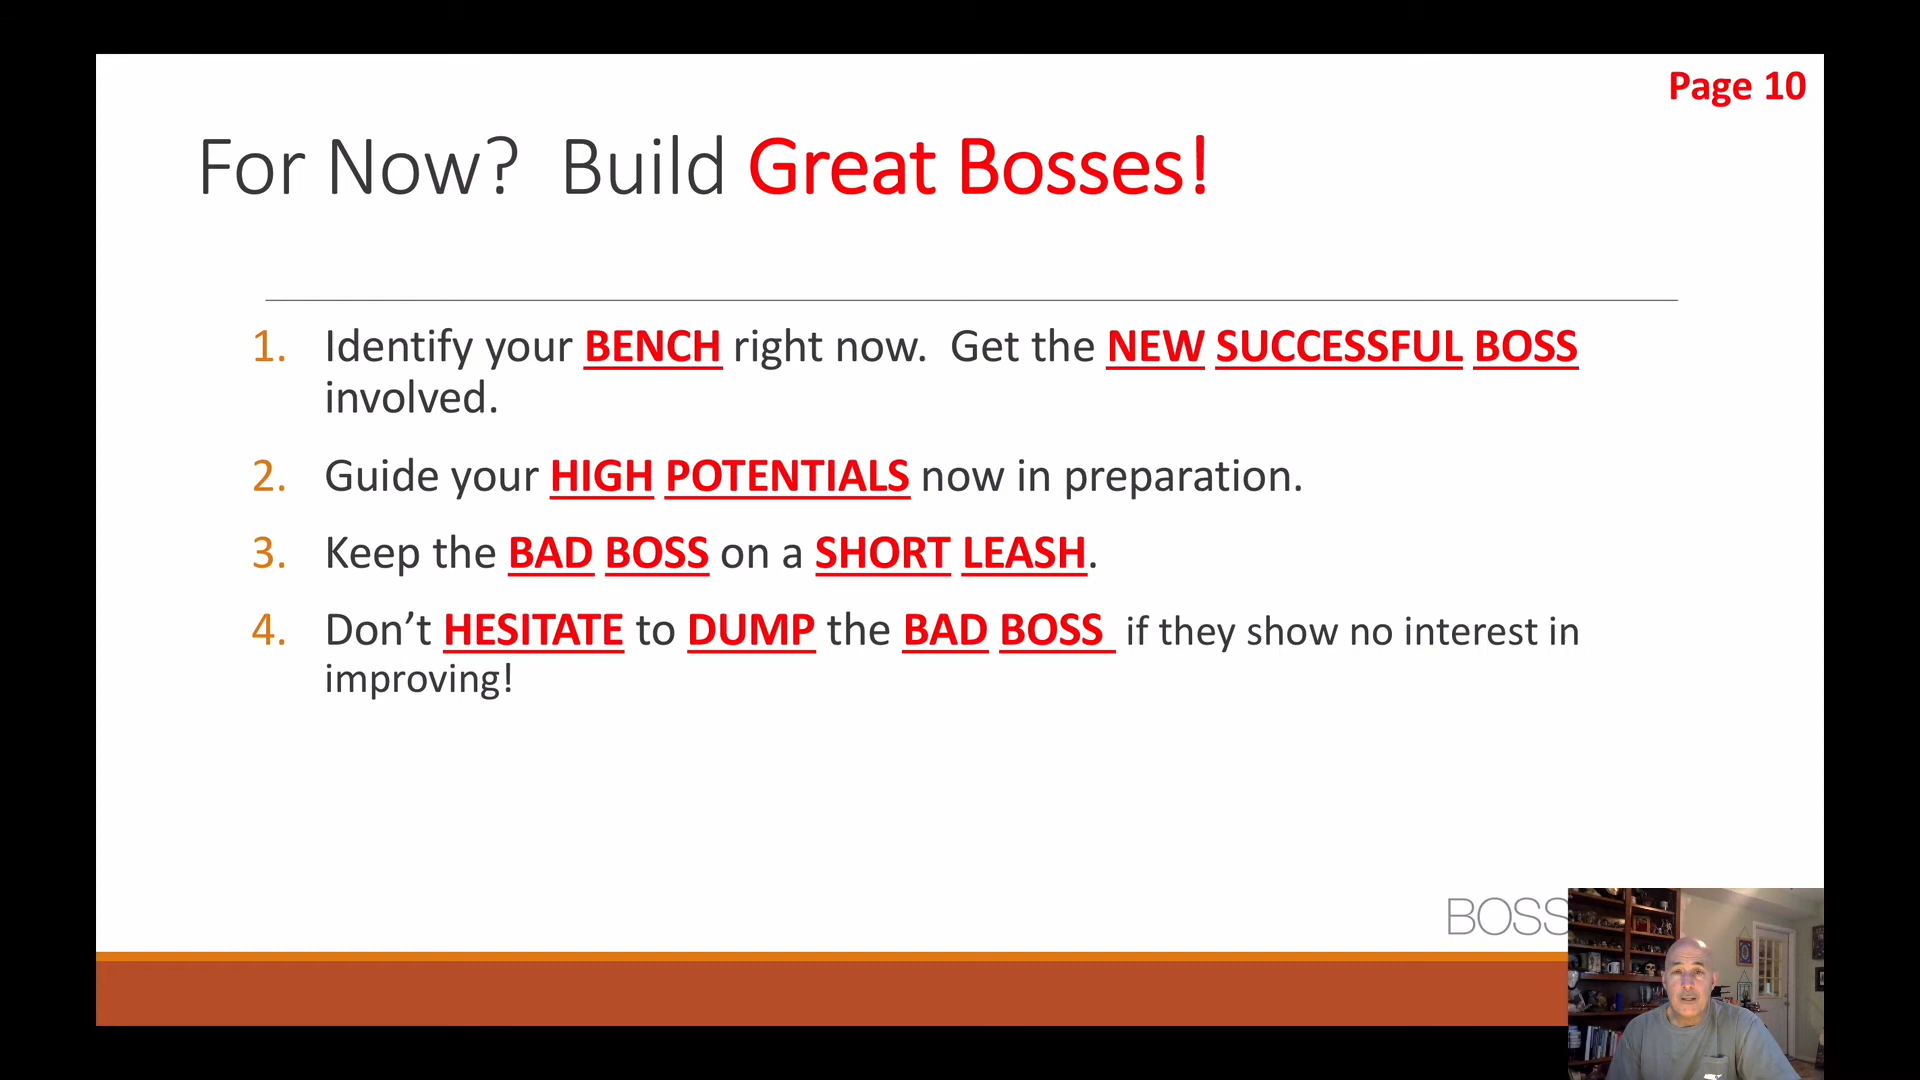 Page 10
For Now? Build Great Bosses!
1. Identify your BENCH right now. Get the NEW SUCCESSFUL BOSS
involved.
2. Guide your HIGH POTENTIALS now in preparation.
3. Keep the BAD BOSS on a SHORT LEASH.
4. Don’t HESITATE to DUMP the BAD BOSS if they show no interest in
improving!
BOSS